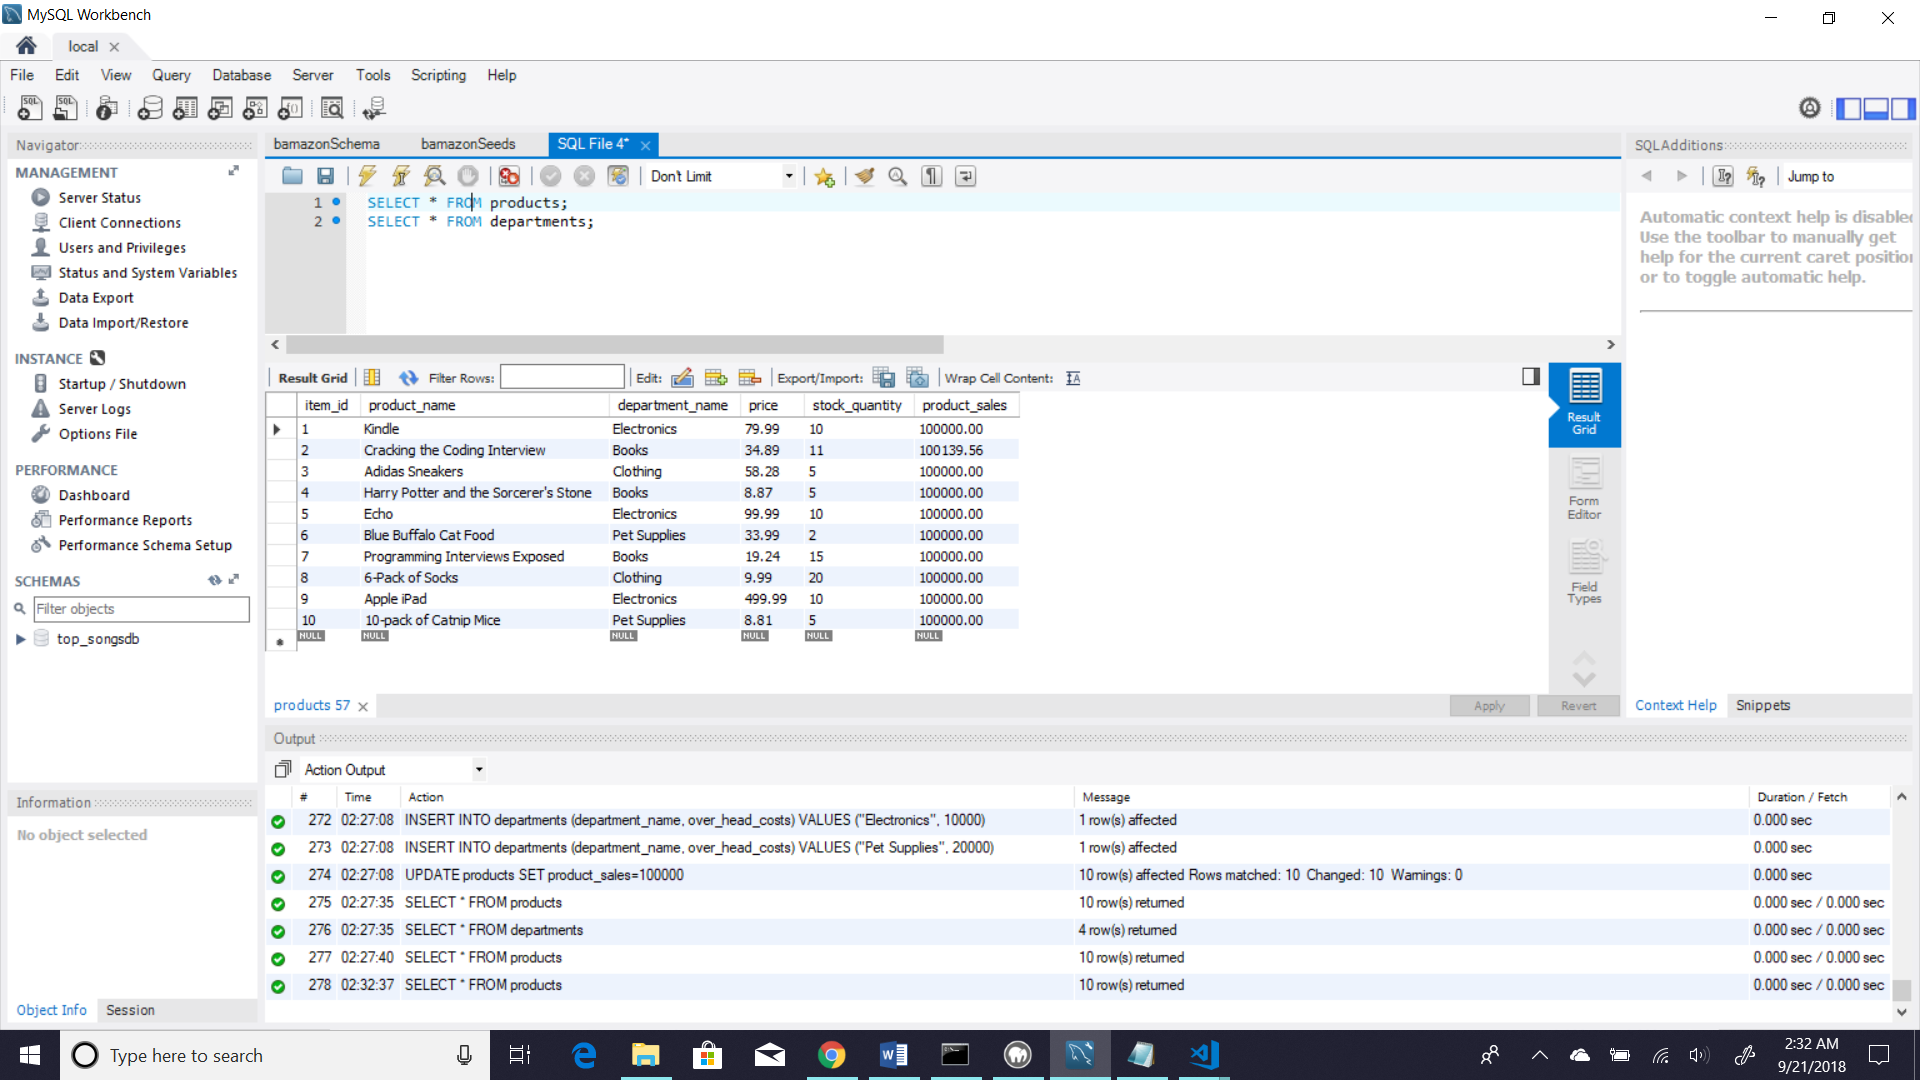 MySQL Workbench
local
File Edit View Query Database Server Tools Scripting Help
Navigator
MANAGEMENT
Server Status
Client Connections
Users and Privileges
Status and System Variables
Data Export
Data Import/Restore
INSTANCE
Startup / Shutdown
Server Logs
Options File
PERFORMANCE
Dashboard
Performance Reports
Performance Schema Setup
SCHEMAS
Filter objects
top_songsdb
Information
No object selected
Object Info Session
bamazonSchema bamazonSeeds SQL File 4*
Don't Limit
1 SELECT * FROM products;
2 SELECT * FROM departments;
Result Grid Filter Rows: Edit: Export/Import: Wrap Cell Content:
item_id product_name department_name price stock_quantity product_sales
1 Kindle Electronics 79.99 10 100000.00
2 Cracking the Coding Interview Books 34.89 11 100139.56
3 Adidas Sneakers Clothing 58.28 5 100000.00
4 Harry Potter and the Sorcerer's Stone Books 8.87 5 100000.00
5 Echo Electronics 99.99 10 100000.00
6 Blue Buffalo Cat Food Pet Supplies 33.99 2 100000.00
7 Programming Interviews Exposed Books 19.24 15 100000.00
8 6-Pack of Socks Clothing 9.99 20 100000.00
9 Apple iPad Electronics 499.99 10 100000.00
10 10-pack of Catnip Mice Pet Supplies 8.81 5 100000.00
NULL NULL NULL NULL NULL NULL
Result
Grid
Form
Editor
Field
Types
products 57
Apply Revert
SQLAdditions
Jump to
Automatic context help is disabled
Use the toolbar to manually get
help for the current caret position
or to toggle automatic help.
Context Help Snippets
Output
Action Output
# Time Action Message Duration / Fetch
272 02:27:08 INSERT INTO departments (department_name, over_head_costs) VALUES ("Electronics", 10000) 1 row(s) affected 0.000 sec
273 02:27:08 INSERT INTO departments (department_name, over_head_costs) VALUES ("Pet Supplies", 20000) 1 row(s) affected 0.000 sec
274 02:27:08 UPDATE products SET product_sales=100000 10 row(s) affected Rows matched: 10 Changed: 10 Warnings: 0 0.000 sec
275 02:27:35 SELECT * FROM products 10 row(s) returned 0.000 sec / 0.000 sec
276 02:27:35 SELECT * FROM departments 4 row(s) returned 0.000 sec / 0.000 sec
277 02:27:40 SELECT * FROM products 10 row(s) returned 0.000 sec / 0.000 sec
278 02:32:37 SELECT * FROM products 10 row(s) returned 0.000 sec / 0.000 sec
Type here to search
2:32 AM
9/21/2018